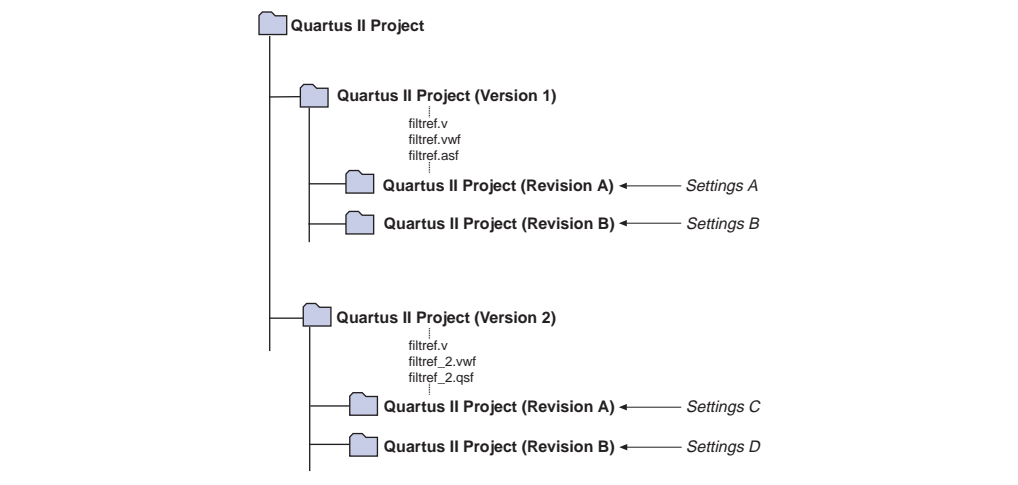 Quartus II Project
Quartus II Project (Version 1)
filtref.v
filtref.vwf
filtref.asf
Quartus II Project (Revision A) Settings A
Quartus II Project (Revision B) Settings B
Quartus II Project (Version 2)
filtref.v
filtref_2.vwf
filtref_2.qsf
Quartus II Project (Revision A) Settings C
Quartus II Project (Revision B) Settings D